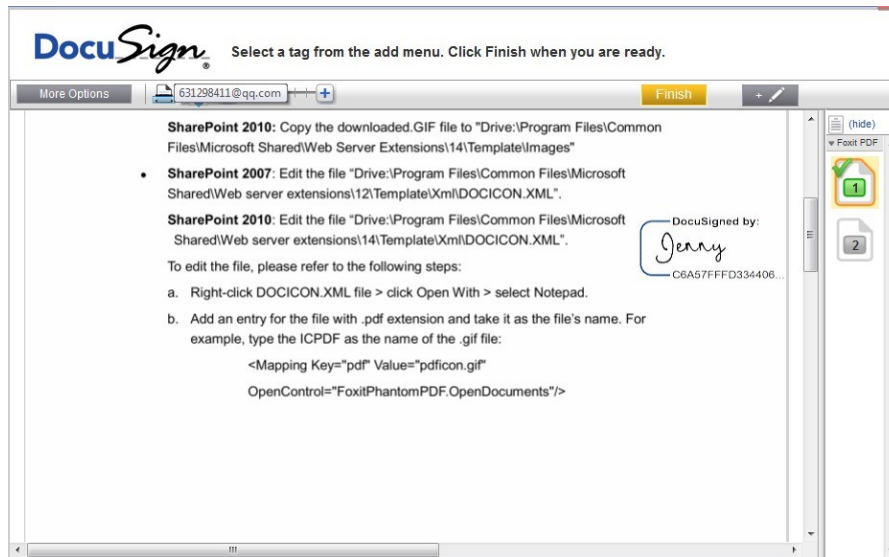 DocuSign® Select a tag from the add menu. Click Finish when you are ready.
More Options 631298411@qq.com + Finish +
SharePoint 2010: Copy the downloaded.GIF file to "Drive:\Program Files\Common
Files\Microsoft Shared\Web Server Extensions\14\Template\Images"
• SharePoint 2007: Edit the file “Drive:\Program Files\Common Files\Microsoft
Shared\Web server extensions\12\Template\Xml\DOCICON.XML”.
SharePoint 2010: Edit the file “Drive:\Program Files\Common Files\Microsoft
Shared\Web server extensions\14\Template\Xml\DOCICON.XML”.
To edit the file, please refer to the following steps:
a. Right-click DOCICON.XML file > click Open With > select Notepad.
b. Add an entry for the file with .pdf extension and take it as the file’s name. For
example, type the ICPDF as the name of the .gif file:
<Mapping Key="pdf" Value="pdficon.gif"
OpenControl="FoxitPhantomPDF.OpenDocuments"/>
DocuSigned by:
Jenny
C6A57FFFD334406...
(hide)
Foxit PDF
1
2